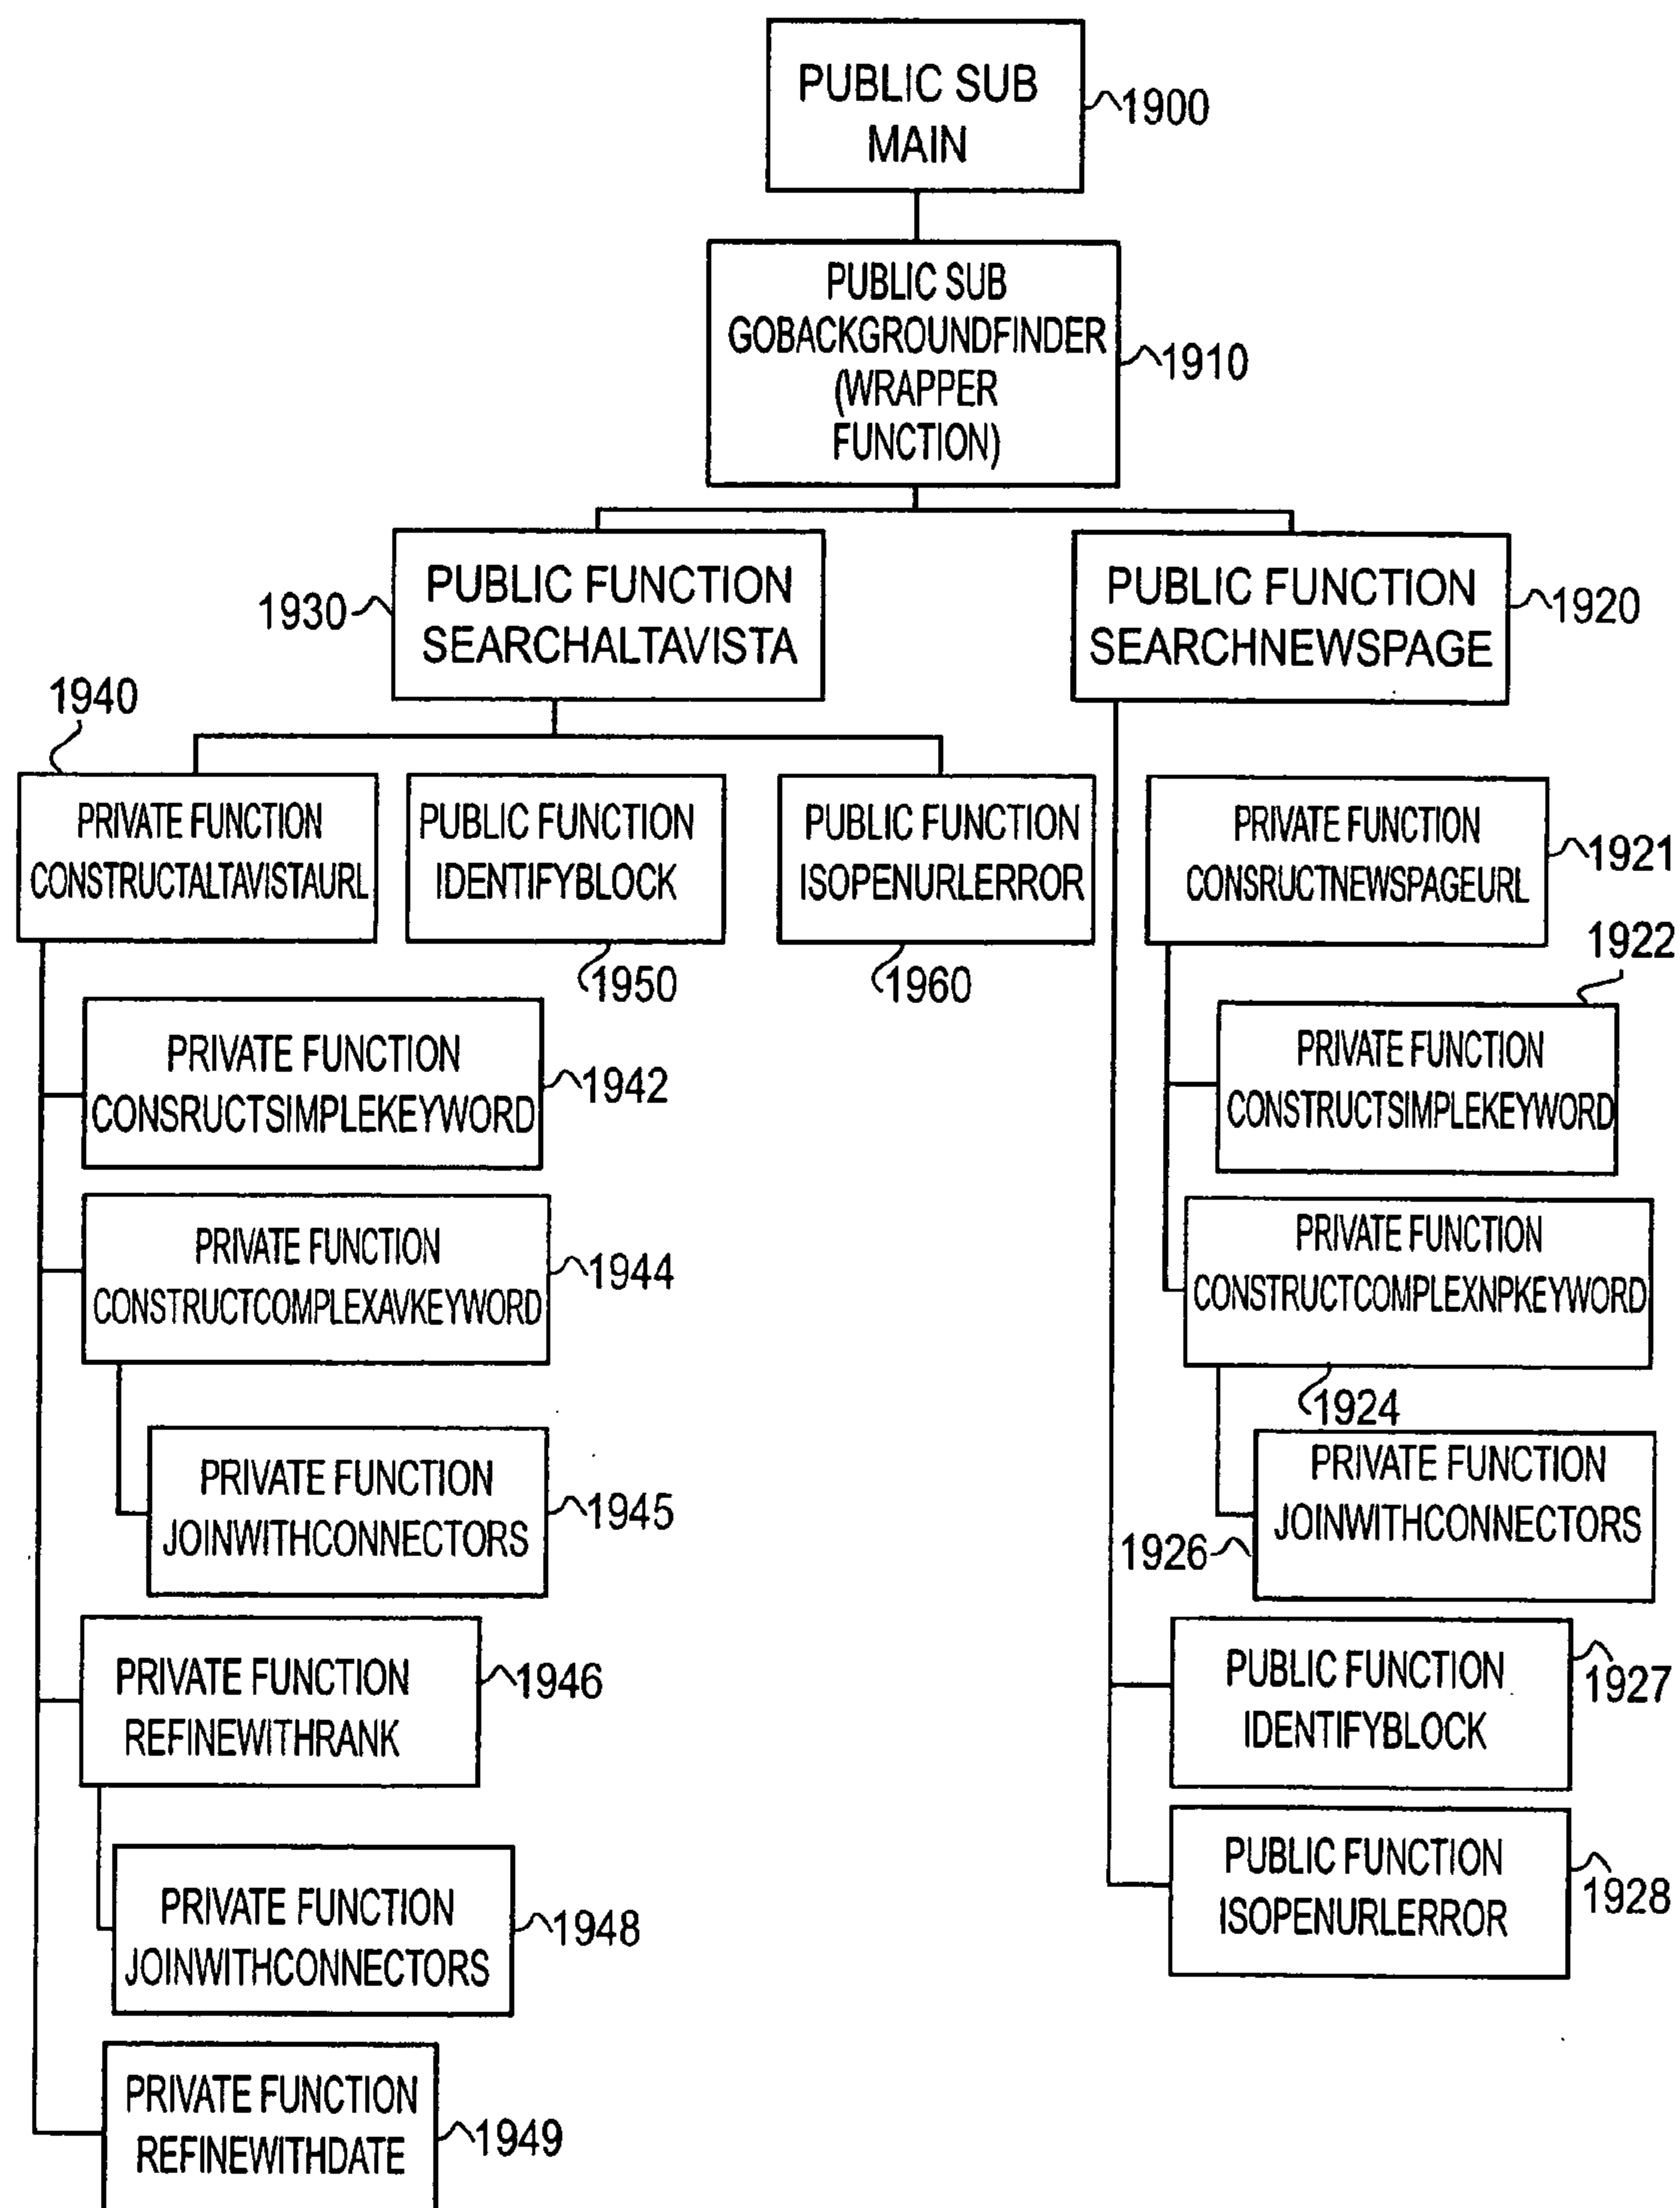 PUBLIC SUB
MAIN
1900
PUBLIC SUB
GOBACKGROUNDFINDER
(WRAPPER
FUNCTION)
1910
1930
PUBLIC FUNCTION
SEARCHALTAVISTA
PUBLIC FUNCTION
SEARCHNEWSPAGE
1920
1940
PRIVATE FUNCTION
CONSTRUCTALTAVISTAURL
PUBLIC FUNCTION
IDENTIFYBLOCK
1950
PUBLIC FUNCTION
ISOPENURLERROR
1960
PRIVATE FUNCTION
CONSRUCTNEWSPAGEURL
1921
1922
PRIVATE FUNCTION
CONSRUCTSIMPLEKEYWORD
1942
PRIVATE FUNCTION
CONSTRUCTSIMPLEKEYWORD
PRIVATE FUNCTION
CONSTRUCTCOMPLEXAVKEYWORD
1944
PRIVATE FUNCTION
CONSTRUCTCOMPLEXNPKEYWORD
1924
PRIVATE FUNCTION
JOINWITHCONNECTORS
1945
PRIVATE FUNCTION
JOINWITHCONNECTORS
1926
PRIVATE FUNCTION
REFINEWITHRANK
1946
PUBLIC FUNCTION
IDENTIFYBLOCK
1927
PRIVATE FUNCTION
JOINWITHCONNECTORS
1948
PUBLIC FUNCTION
ISOPENURLERROR
1928
PRIVATE FUNCTION
REFINEWITHDATE
1949